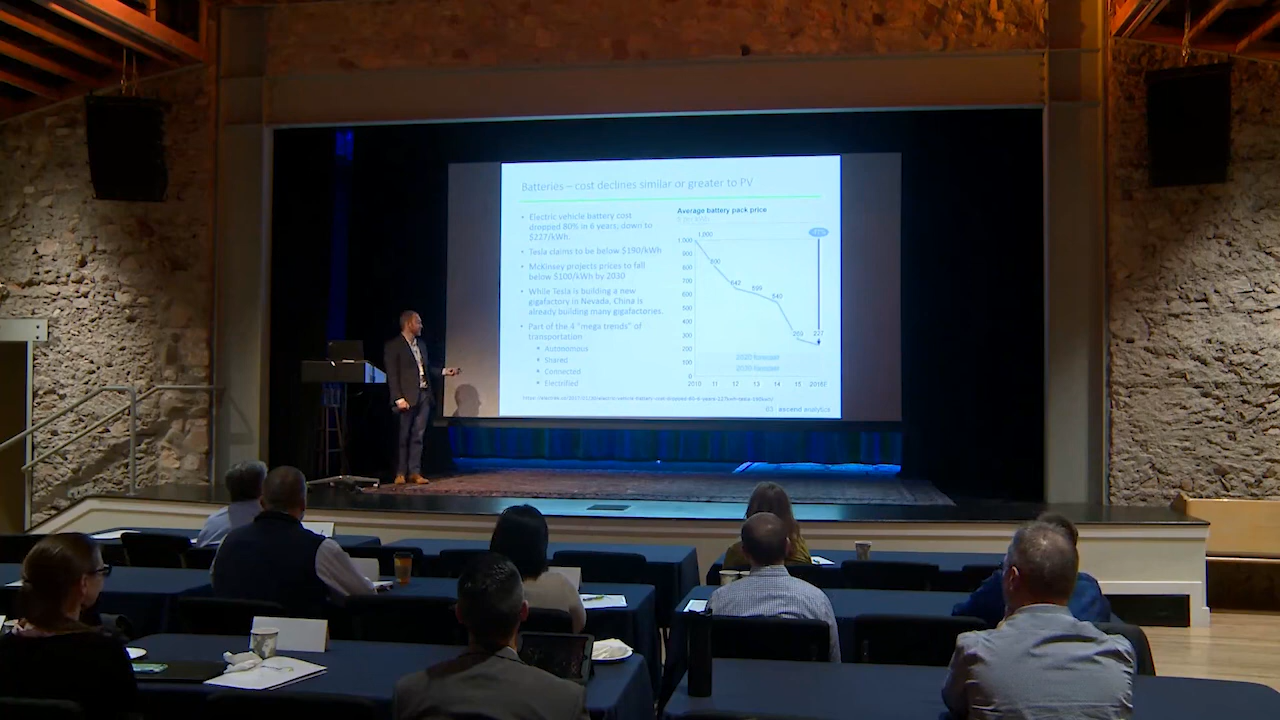 Batteries – cost declines similar or greater to PV
• Electric vehicle battery cost
dropped 80% in 6 years, down to
$227/kWh.
• Tesla claims to be below $190/kWh
• McKinsey projects prices to fall
below $100/kWh by 2030
• While Tesla is building a new
gigafactory in Nevada, China is
already building many gigafactories.
• Part of the 4 "mega trends" of
transportation
• Autonomous
• Shared
• Connected
• Electrified
Average battery pack price
1,000
1,000
900
800
800
700
642
600
599
540
500
400
300
200
227
100
0
2010 11 12 13 14 15
63 | ascend analytics